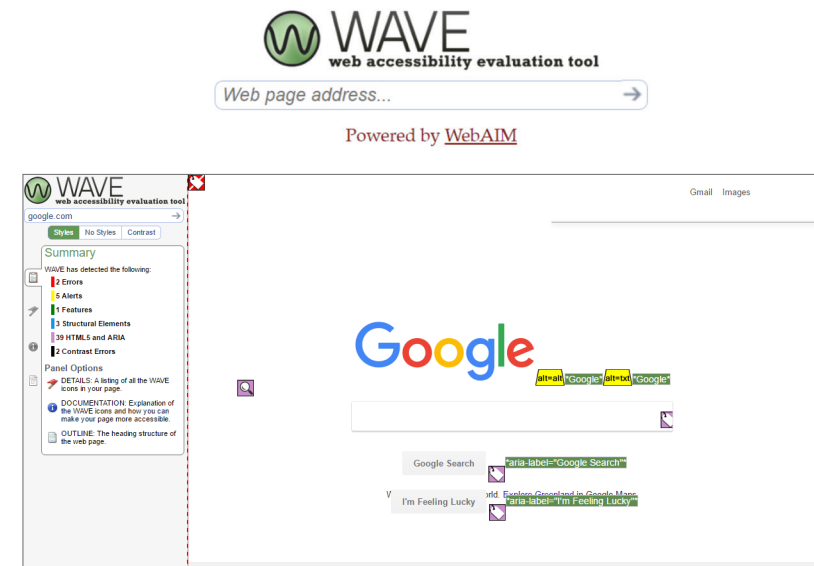 WAVE
web accessibility evaluation tool
Web page address...
Powered by WebAIM
WAVE
web accessibility evaluation tool
google.com
Styles No Styles Contrast
Summary
WAVE has detected the following:
2 Errors
5 Alerts
1 Features
3 Structural Elements
39 HTML5 and ARIA
2 Contrast Errors
Panel Options
DETAILS: A listing of all the WAVE
icons in your page.
DOCUMENTATION: Explanation of
the WAVE icons and how you can
make your page more accessible.
OUTLINE: The heading structure of
the web page.
Gmail Images
Google
alt=alt *Google* alt=txt *Google*
Google Search *aria-label="Google Search"*
Explore Greenland in Google Maps
I'm Feeling Lucky *aria-label="I'm Feeling Lucky"*